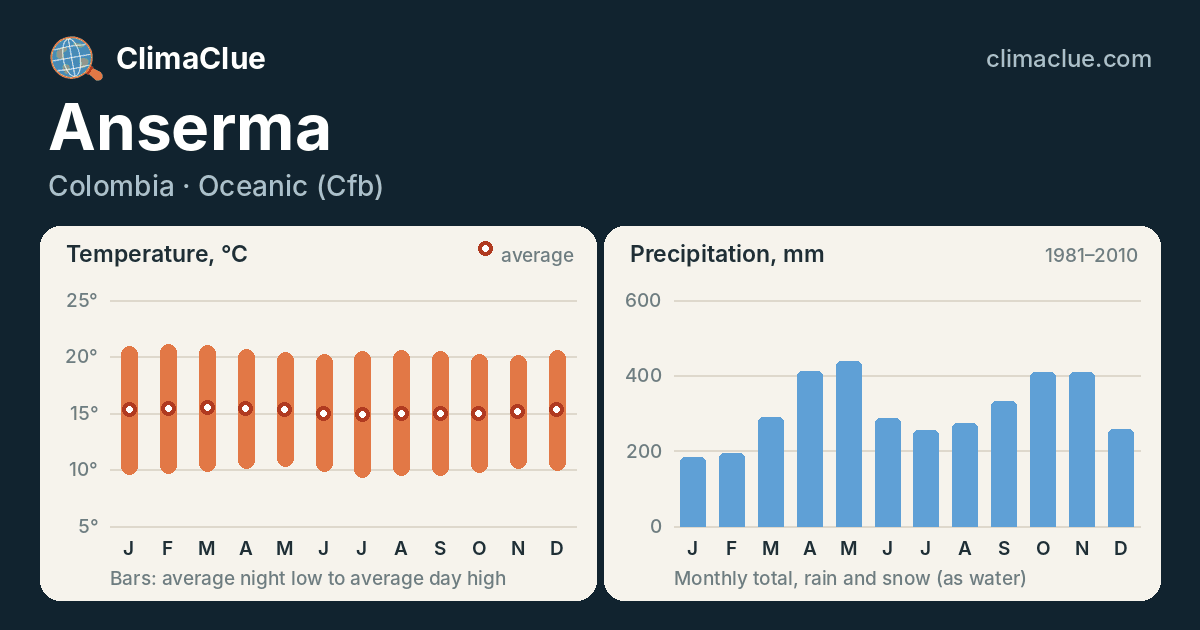 ClimaClue
climaclue.com
Anserma
Colombia · Oceanic (Cfb)
Temperature, °C
average
25°
20°
15°
10°
5°
J F M A M J J A S O N D
Bars: average night low to average day high
Precipitation, mm
1981–2010
600
400
200
0
J F M A M J J A S O N D
Monthly total, rain and snow (as water)